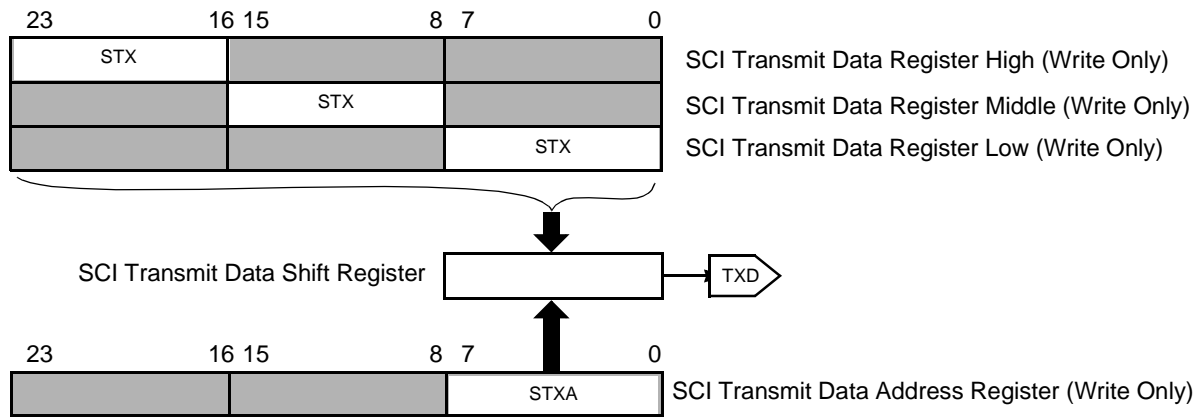 23 16 15 8 7 0
STX SCI Transmit Data Register High (Write Only)
STX SCI Transmit Data Register Middle (Write Only)
STX SCI Transmit Data Register Low (Write Only)
SCI Transmit Data Shift Register TXD
23 16 15 8 7 0
STXA SCI Transmit Data Address Register (Write Only)